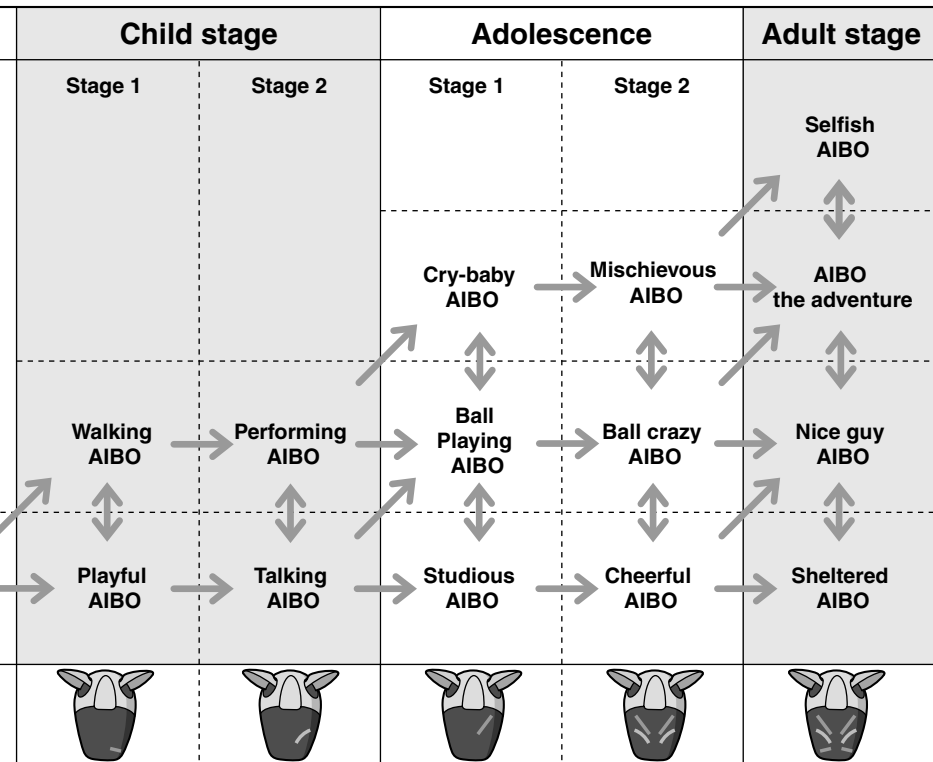 Child stage
Adolescence
Adult stage
Stage 1
Stage 2
Stage 1
Stage 2
Selfish
AIBO
Cry-baby
AIBO
Mischievous
AIBO
AIBO
the adventure
Walking
AIBO
Performing
AIBO
Ball
Playing
AIBO
Ball crazy
AIBO
Nice guy
AIBO
Playful
AIBO
Talking
AIBO
Studious
AIBO
Cheerful
AIBO
Sheltered
AIBO